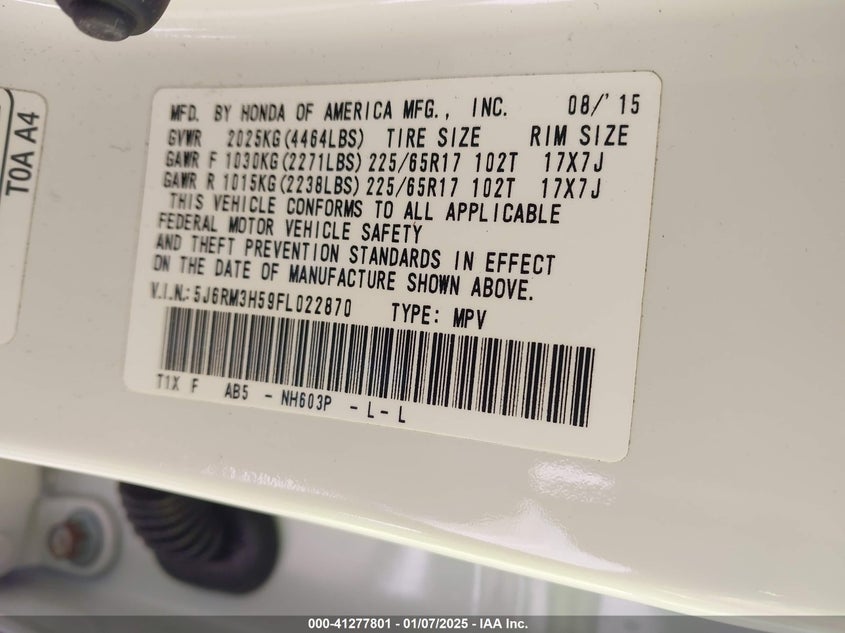 T0A A4
MFD. BY HONDA OF AMERICA MFG., INC. 08/'15
GVWR 2025KG(4464LBS) TIRE SIZE RIM SIZE
GAWR F 1030KG(2271LBS) 225/65R17 102T 17X7J
GAWR R 1015KG(2238LBS) 225/65R17 102T 17X7J
THIS VEHICLE CONFORMS TO ALL APPLICABLE
FEDERAL MOTOR VEHICLE SAFETY
AND THEFT PREVENTION STANDARDS IN EFFECT
ON THE DATE OF MANUFACTURE SHOWN ABOVE.
V.I.N.: 5J6RM3H59FL022870 TYPE: MPV
T1X F AB5 - NH603P - L - L
000-41277801 - 01/07/2025 - IAA Inc.